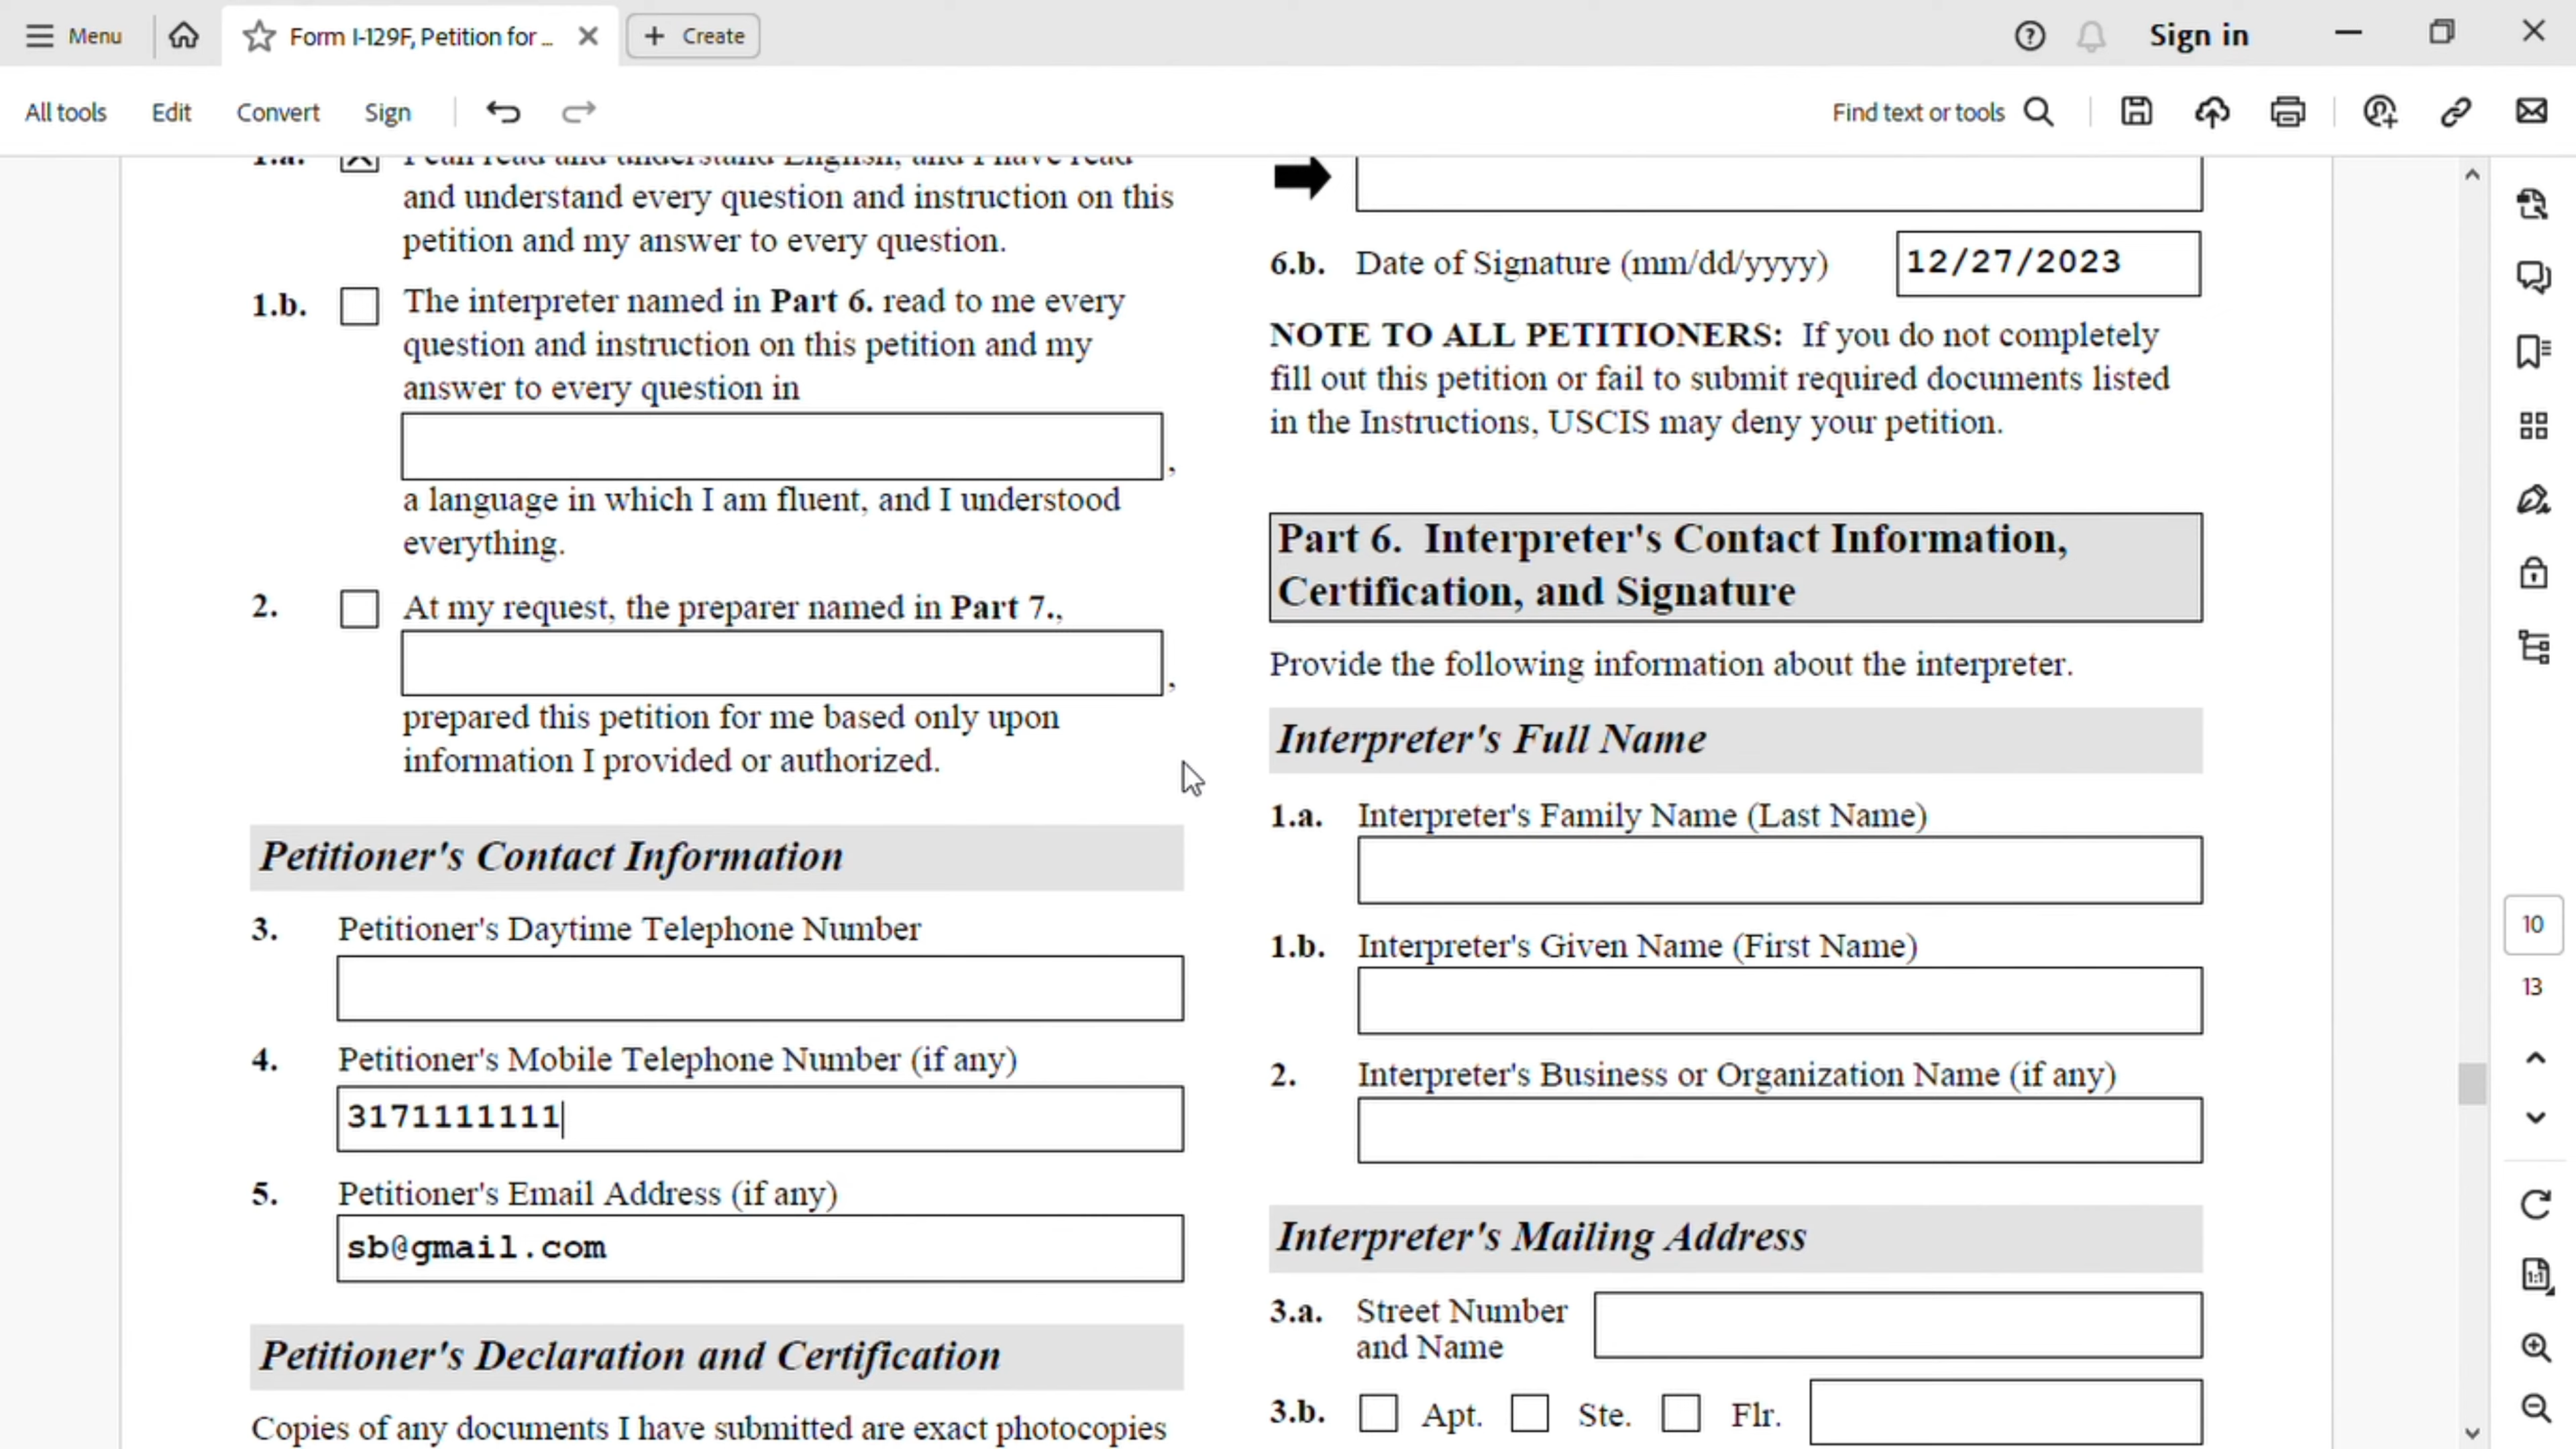 Menu
Form I-129F, Petition for ...
Create
Sign in
All tools
Edit
Convert
Sign
Find text or tools
1.a. I can read and understand English, and I have read
and understand every question and instruction on this
petition and my answer to every question.
1.b. The interpreter named in Part 6. read to me every
question and instruction on this petition and my
answer to every question in
,
a language in which I am fluent, and I understood
everything.
2. At my request, the preparer named in Part 7.,
,
prepared this petition for me based only upon
information I provided or authorized.
Petitioner's Contact Information
3. Petitioner's Daytime Telephone Number
4. Petitioner's Mobile Telephone Number (if any)
3171111111
5. Petitioner's Email Address (if any)
sb@gmail.com
Petitioner's Declaration and Certification
Copies of any documents I have submitted are exact photocopies
6.b. Date of Signature (mm/dd/yyyy) 12/27/2023
NOTE TO ALL PETITIONERS: If you do not completely
fill out this petition or fail to submit required documents listed
in the Instructions, USCIS may deny your petition.
Part 6. Interpreter's Contact Information,
Certification, and Signature
Provide the following information about the interpreter.
Interpreter's Full Name
1.a. Interpreter's Family Name (Last Name)
1.b. Interpreter's Given Name (First Name)
2. Interpreter's Business or Organization Name (if any)
Interpreter's Mailing Address
3.a. Street Number
and Name
3.b. Apt. Ste. Flr.
10
13
1:1